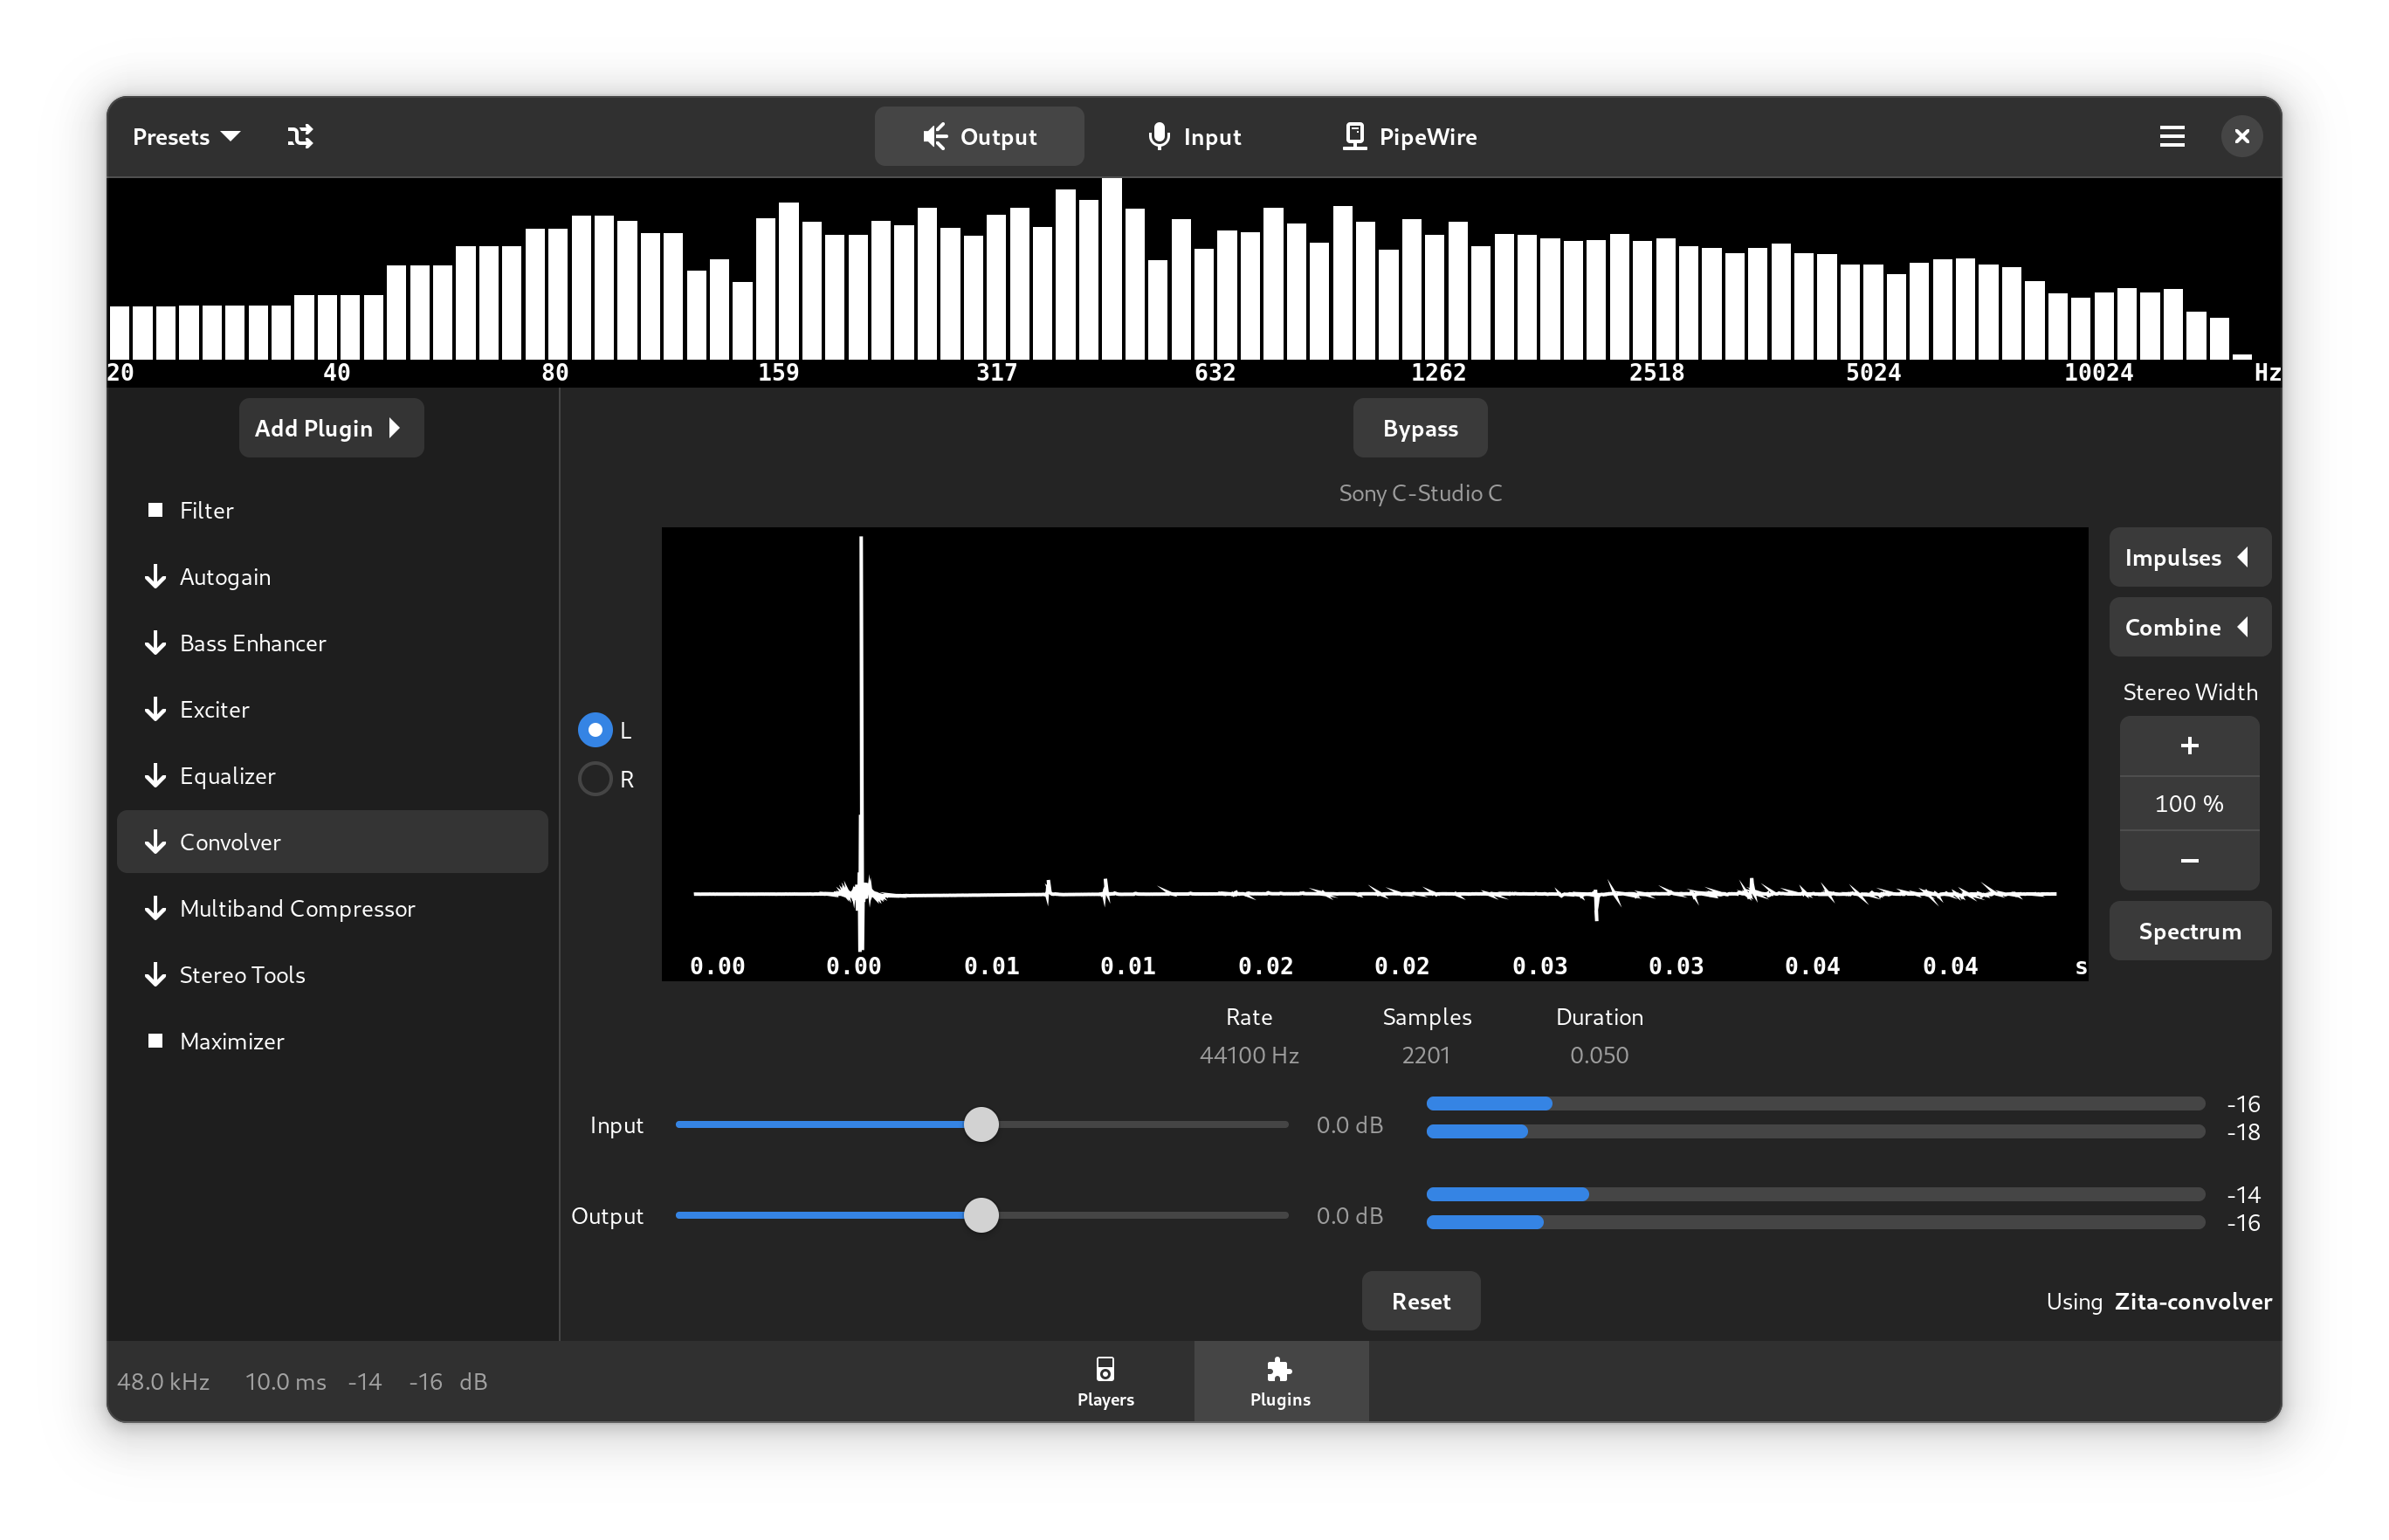 Presets
Output
Input
PipeWire
20 40 80 159 317 632 1262 2518 5024 10024 Hz
Add Plugin
Filter
Autogain
Bass Enhancer
Exciter
Equalizer
Convolver
Multiband Compressor
Stereo Tools
Maximizer
Bypass
Sony C-Studio C
L
R
0.00 0.00 0.01 0.01 0.02 0.02 0.03 0.03 0.04 0.04 s
Impulses
Combine
Stereo Width
+
100 %
−
Spectrum
Rate Samples Duration
44100 Hz 2201 0.050
Input 0.0 dB -16
-18
Output 0.0 dB -14
-16
Reset
Using Zita-convolver
48.0 kHz 10.0 ms -14 -16 dB
Players
Plugins